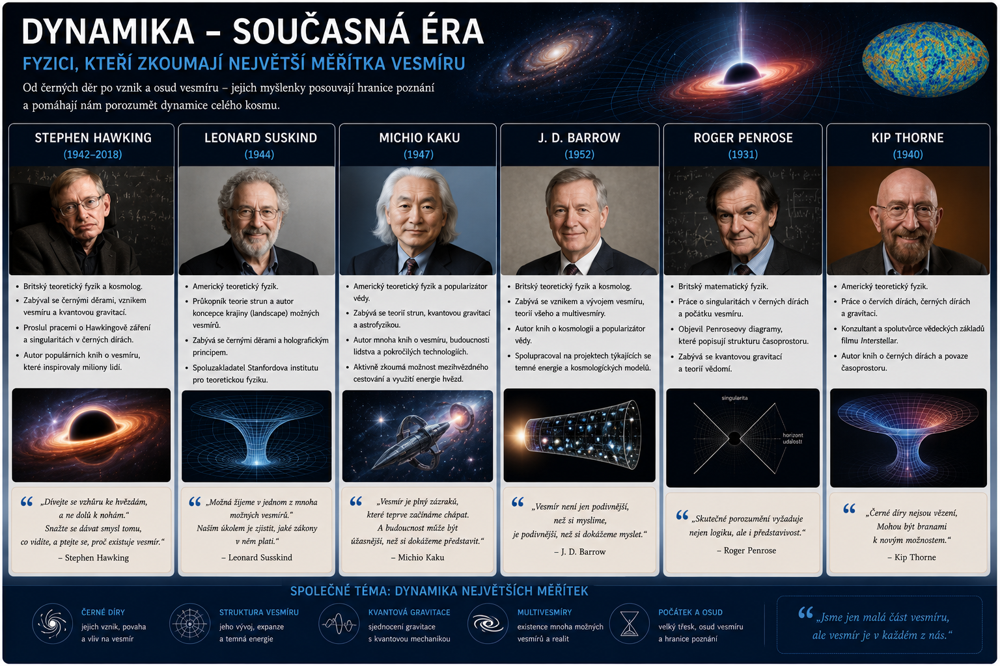 DYNAMIKA – SOUČASNÁ ÉRA
FYZICI, KTEŘÍ ZKOUMAJÍ NEJVĚTŠÍ MĚŘÍTKA VESMÍRU
Od černých děr po vznik a osud vesmíru – jejich myšlenky posouvají hranice poznání
a pomáhají nám porozumět dynamice celého kosmu.
STEPHEN HAWKING
(1942–2018)
• Britský teoretický fyzik a kosmolog.
• Zabýval se černými děrami, vznikem
vesmíru a kvantovou gravitací.
• Proslul pracemi o Hawkingově záření
a singularitách v černých dírách.
• Autor populárních knih o vesmíru,
které inspirovaly miliony lidí.
“ „Dívejte se vzhůru ke hvězdám,
a ne dolů k nohám.“
Snažte se dávat smysl tomu,
co vidíte, a ptejte se, proč existuje vesmír.“
– Stephen Hawking
LEONARD SUSKIND
(1944)
• Americký teoretický fyzik.
• Průkopník teorie strun a autor
koncepce krajiny (landscape) možných
vesmírů.
• Zabývá se černými děrami a holografickým
principem.
• Spoluzakladatel Stanfordova institutu
pro teoretickou fyziku.
“ „Možná žijeme v jednom z mnoha
možných vesmírů.“
Naším úkolem je zjistit, jaké zákony
v něm platí.“
– Leonard Susskind
MICHIO KAKU
(1947)
• Americký teoretický fyzik a popularizátor
védy.
• Zabývá se teorií strun, kvantovou gravitací
a astrofyzikou.
• Autor mnoha knih o vesmíru, budoucnosti
lidstva a pokročilých technologiích.
• Aktivně zkoumá možnost mezihvězdného
cestování a využití energie hvězd.
“ „Vesmír je plný zázraků,
které teprve začínáme chápat.
A budoucnost může být
úžasnější, než si dokážeme představit.“
– Michio Kaku
J. D. BARROW
(1952)
• Britský teoretický fyzik a kosmolog.
• Zabývá se vznikem a vývojem vesmíru,
teorií všeho a multivesmíry.
• Autor knih o kosmologii a popularizátor
vědy.
• Spolupracoval na projektech týkajících se
temné energie a kosmologíckých modelů.
“ „Vesmír není jen podivnější,
než si myslíme,
je podivnější, než si dokážeme myslet.“
– J. D. Barrow
ROGER PENROSE
(1931)
• Britský matematický fyzik.
• Práce o singularitách v černých dírách
a počátku vesmíru.
• Objevil Penroseovy diagramy,
které popisují strukturu časoprostoru.
• Zabývá se kvantovou gravitací
a teorií vědomí.
singularita
horizont
událostí
“ „Skutečné porozumění vyžaduje
nejen logiku, ale i představivost.“
– Roger Penrose
KIP THORNE
(1940)
• Americký teoretický fyzik.
• Práce o červích dírách, černých dírách
a gravitaci.
• Konzultant a spolutvůrce vědeckých základů
filmu Interstellar.
• Autor knih o černých dírách a povaze
časoprostoru.
“ „Černé díry nejsou vězení,
Mohou být branami
k novým možnostem.“
– Kip Thorne
SPOLEČNÉ TÉMA: DYNAMIKA NEJVĚTŠÍCH MĚŘÍTEK
ČERNÉ DÍRY
jejich vznik, povaha
a vliv na vesmír
STRUKTURA VESMÍRU
jeho vývoj, expanze
a temná energie
KVANTOVÁ GRAVITACE
sjednocení gravitace
s kvantovou mechanikou
MULTIVESMÍRY
existence mnoha možných
vesmírů a realit
POČÁTEK A OSUD
velký třesk, osud vesmíru
a hranice poznání
“ „Jsme jen malá část vesmíru,
ale vesmír je v každém z nás.“